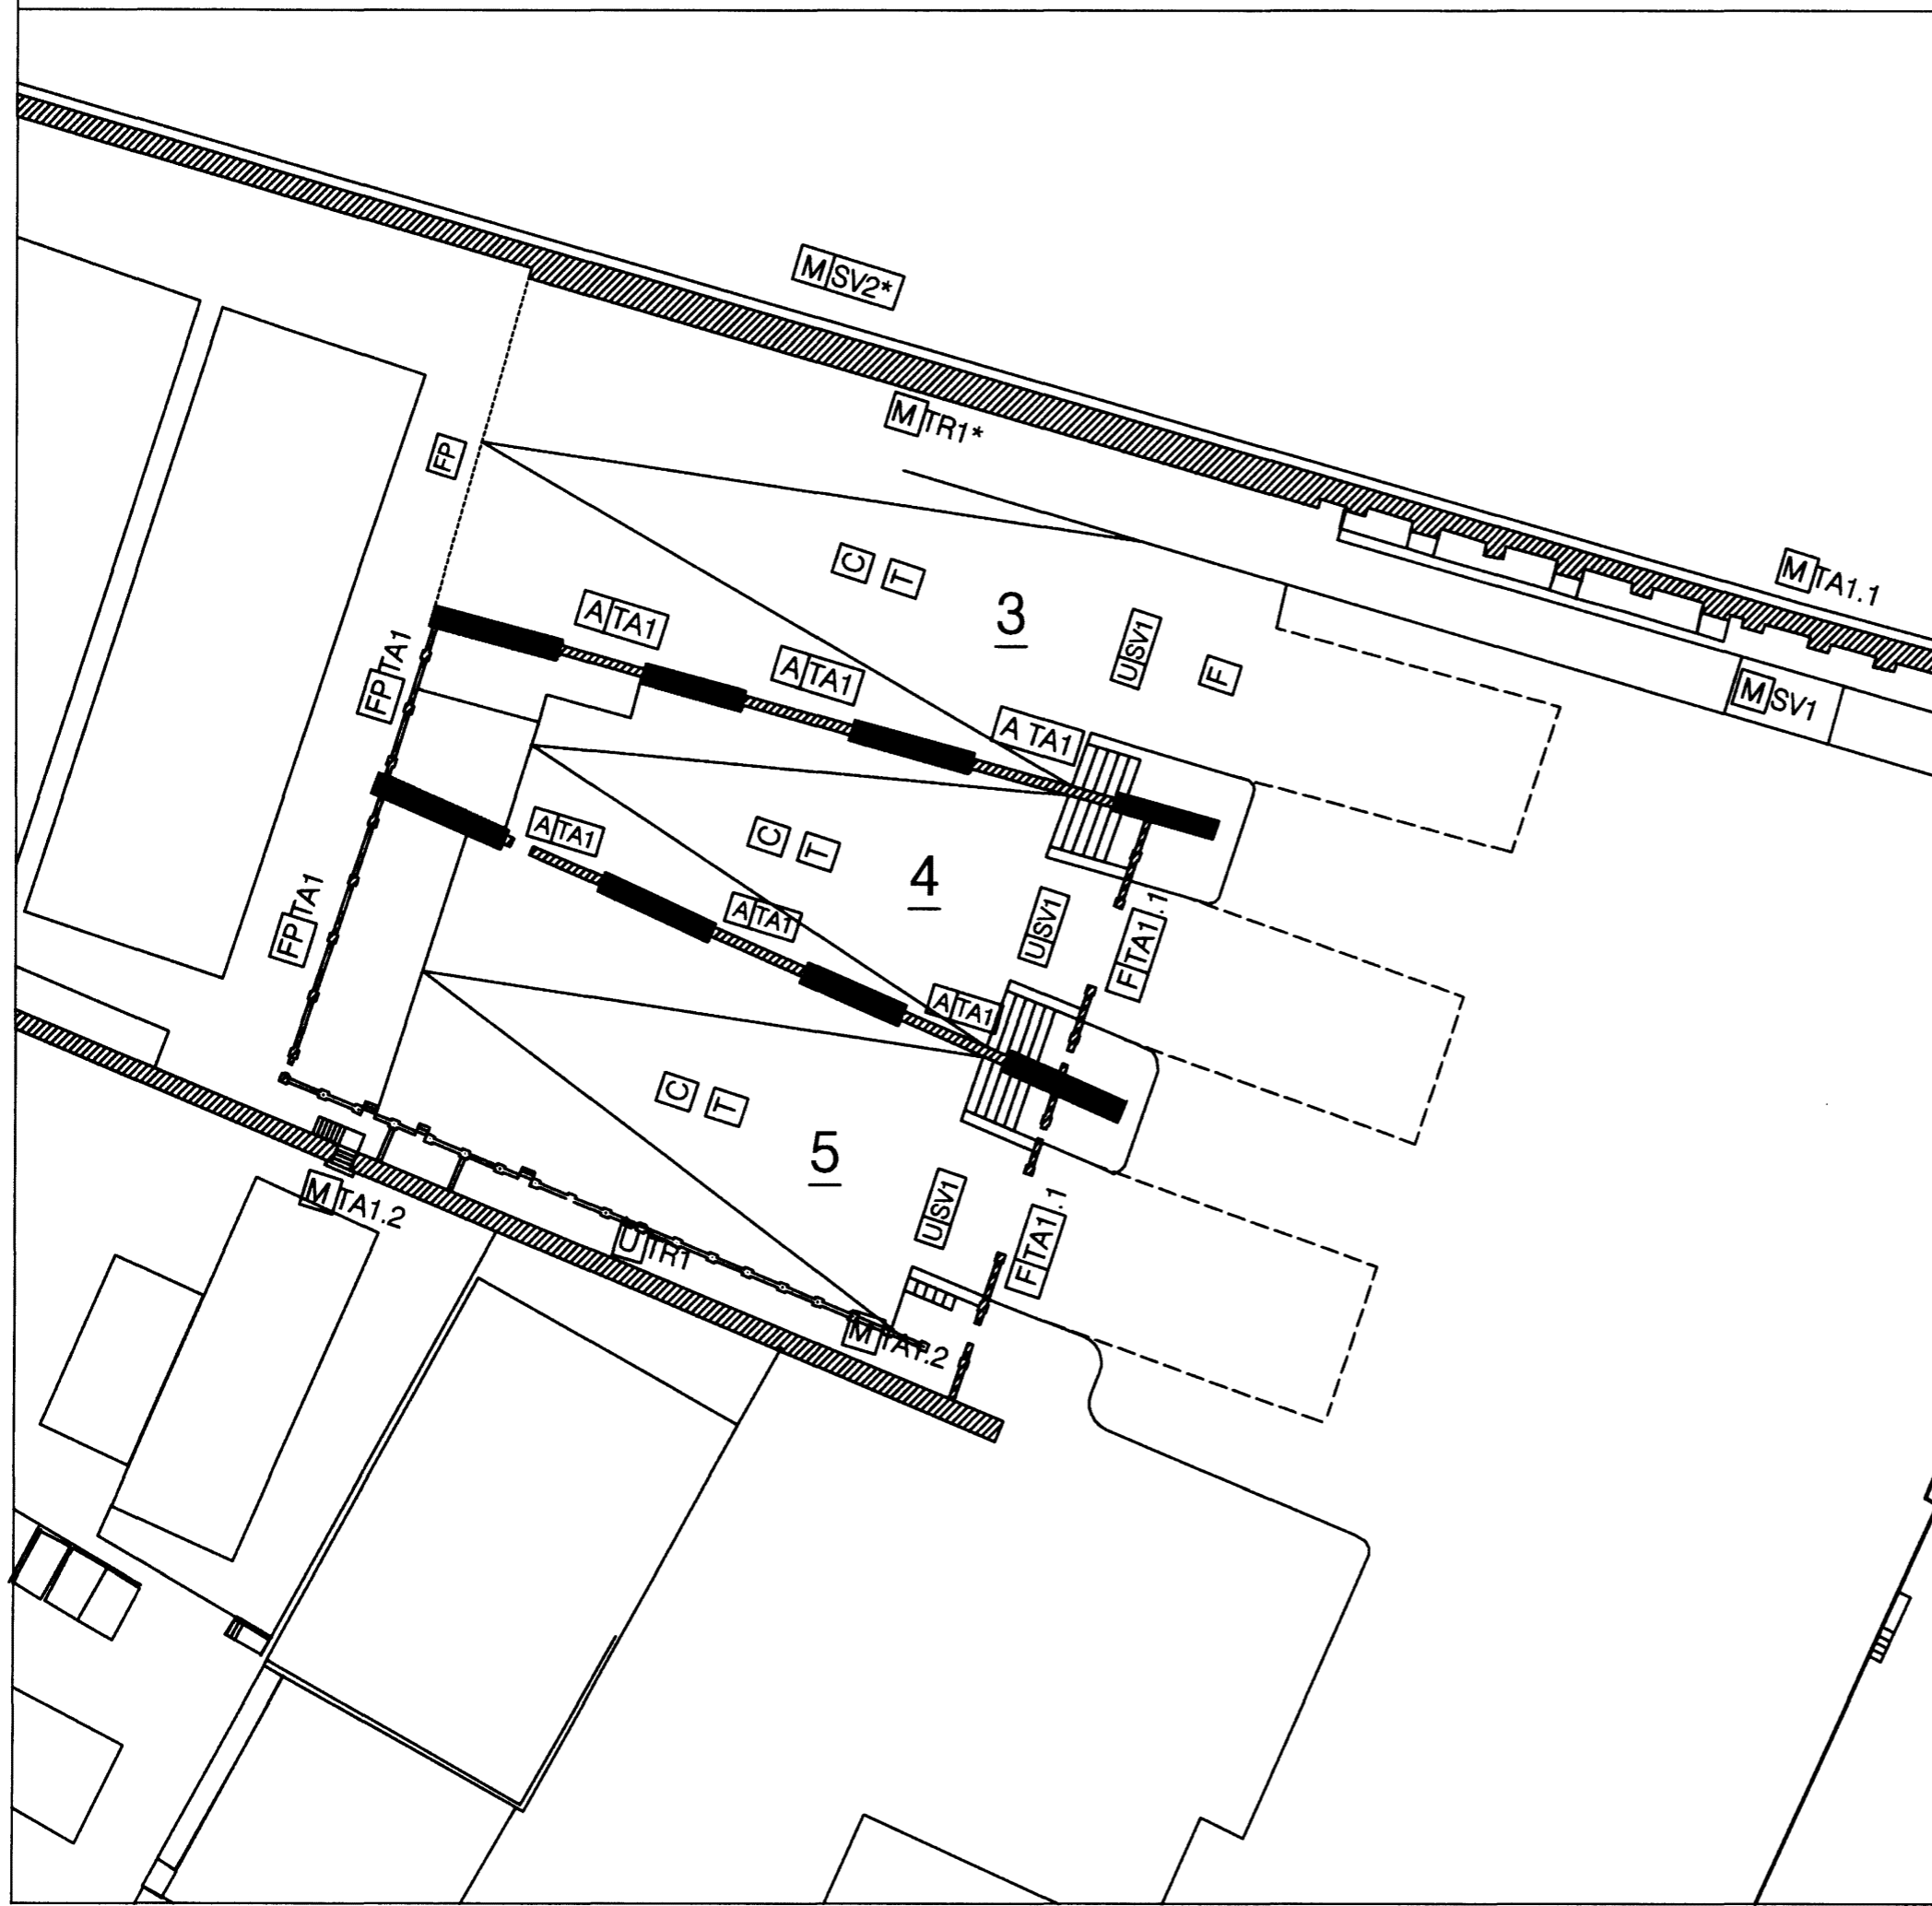 M SV2*
M TR1*
FP
C T
3
M TA1.1
A TA1
FP TA1
A TA1
U SV1
F
M SV1
A TA1
A TA1
C T
4
FP TA1
A TA1
U SV1
F TA1.1
A TA1
C T
5
M TA1.2
U SV1
F TA1.1
U TR1
M TA1.2